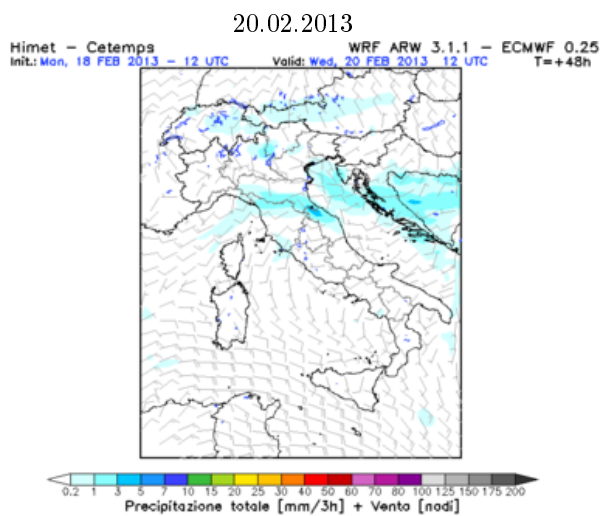 20.02.2013
Himet - Cetemps WRF ARW 3.1.1 - ECMWF 0.25
Init.: Mon, 18 FEB 2013 - 12 UTC Valid: Wed, 20 FEB 2013 12 UTC T=+48h
0.2 1 3 5 7 10 15 20 25 30 40 50 60 70 80 100 125 150 175 200
Precipitazione totale [mm/3h] + Vento [nodi]